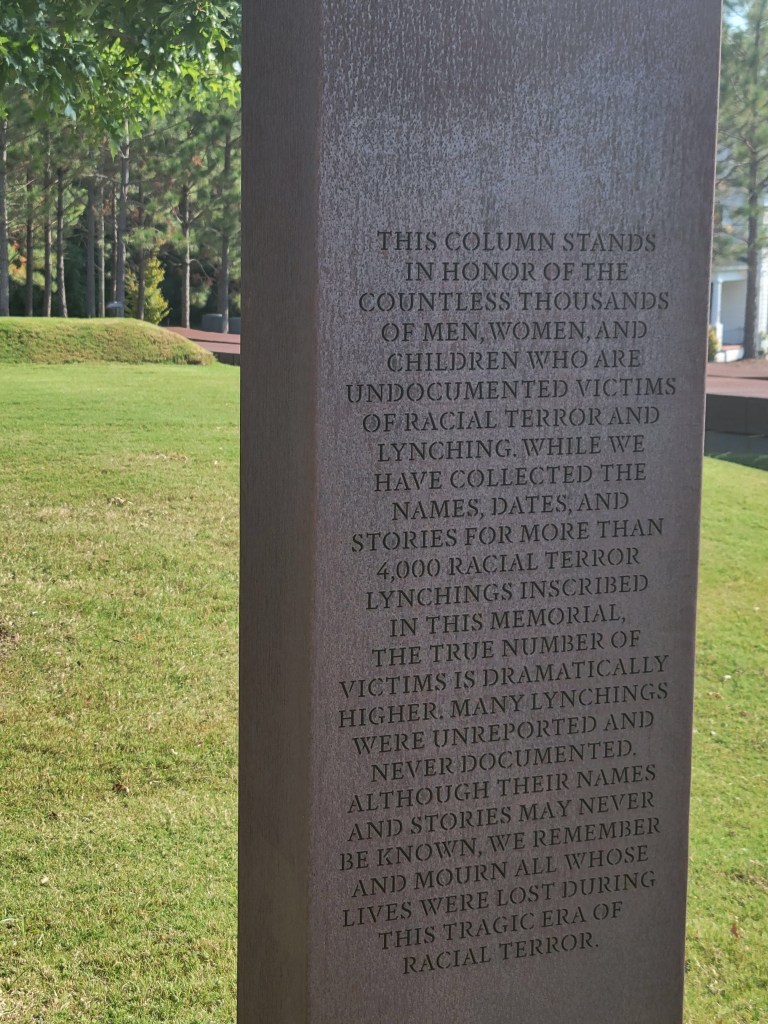 THIS COLUMN STANDS
IN HONOR OF THE
COUNTLESS THOUSANDS
OF MEN, WOMEN, AND
CHILDREN WHO ARE
UNDOCUMENTED VICTIMS
OF RACIAL TERROR AND
LYNCHING. WHILE WE
HAVE COLLECTED THE
NAMES, DATES, AND
STORIES FOR MORE THAN
4,000 RACIAL TERROR
LYNCHINGS INSCRIBED
IN THIS MEMORIAL,
THE TRUE NUMBER OF
VICTIMS IS DRAMATICALLY
HIGHER. MANY LYNCHINGS
WERE UNREPORTED AND
NEVER DOCUMENTED.
ALTHOUGH THEIR NAMES
AND STORIES MAY NEVER
BE KNOWN, WE REMEMBER
AND MOURN ALL WHOSE
LIVES WERE LOST DURING
THIS TRAGIC ERA OF
RACIAL TERROR.